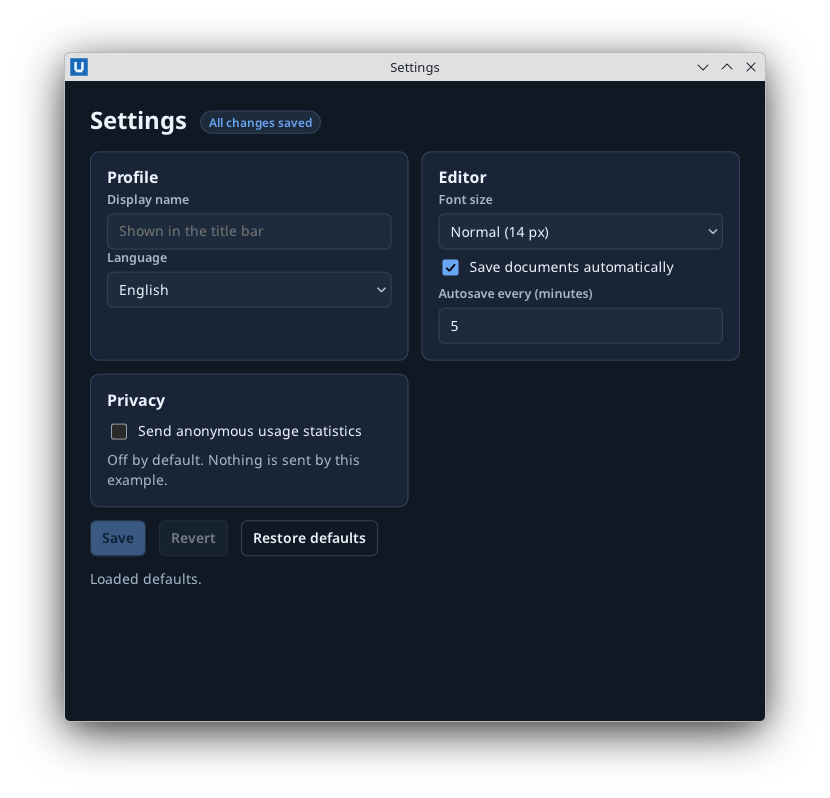 Settings
Settings
All changes saved
Profile
Display name
Shown in the title bar
Language
English
Editor
Font size
Normal (14 px)
Save documents automatically
Autosave every (minutes)
5
Privacy
Send anonymous usage statistics
Off by default. Nothing is sent by this
example.
Save
Revert
Restore defaults
Loaded defaults.